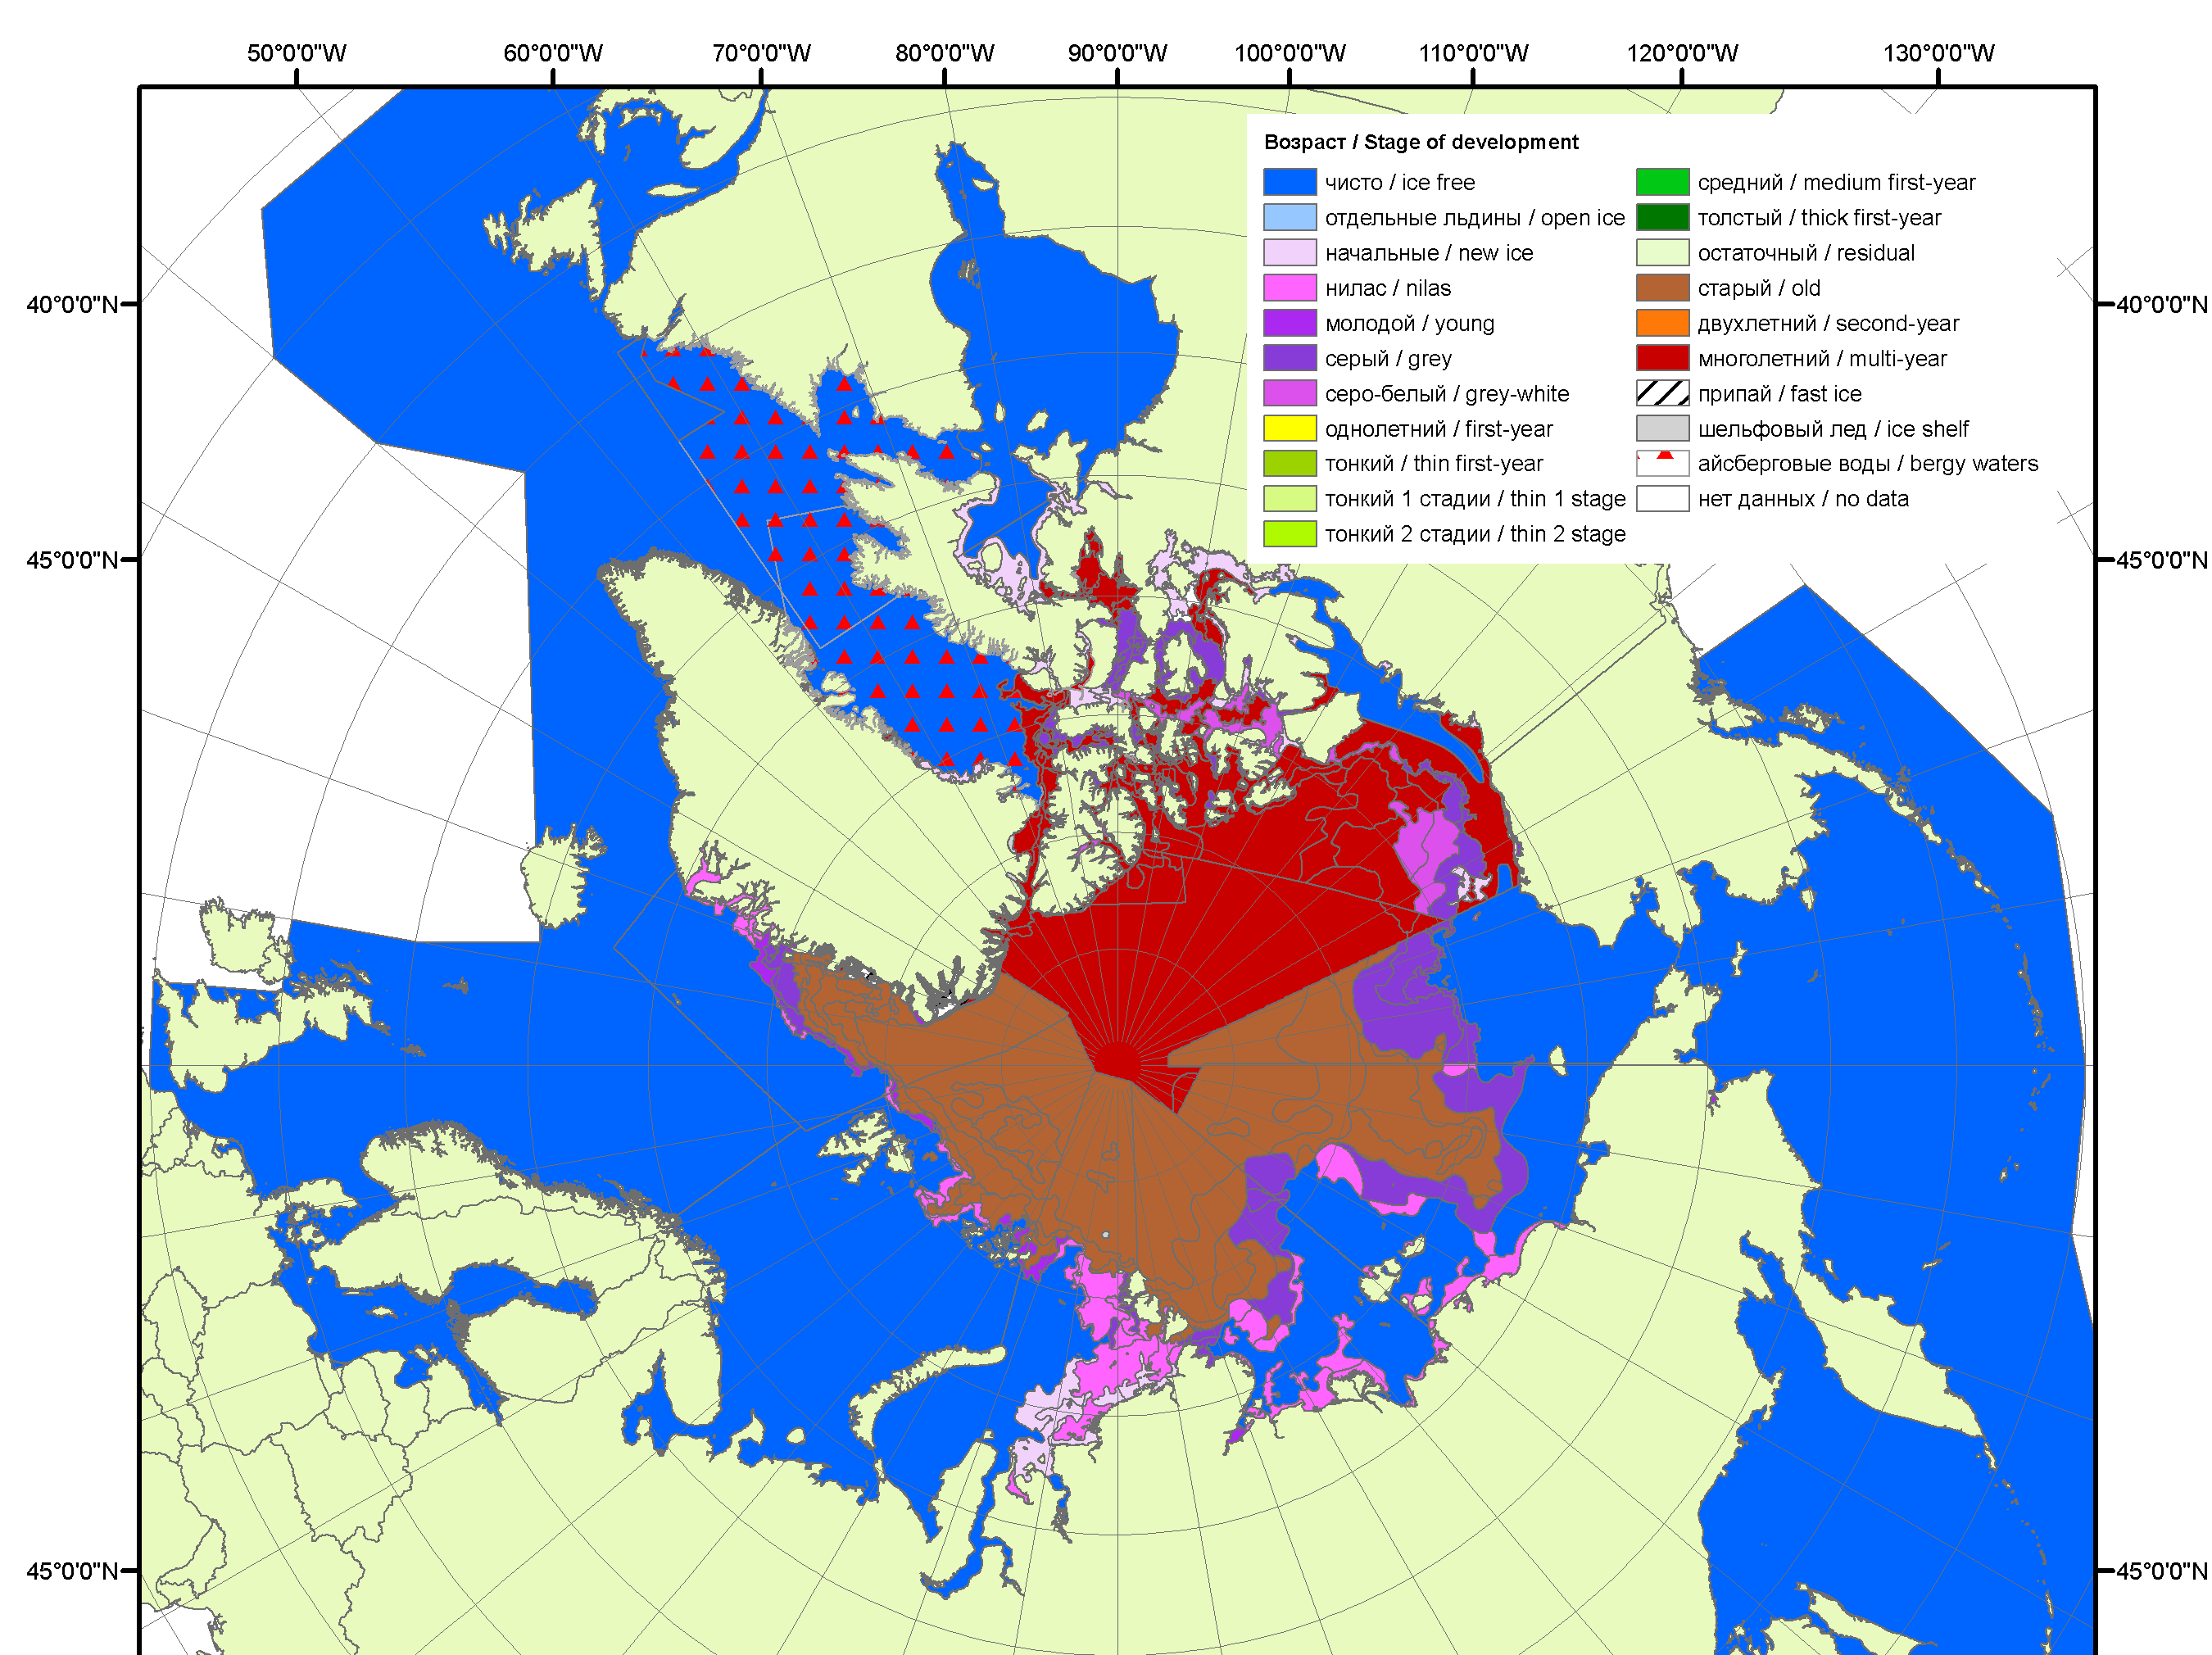 50°0'0"W 60°0'0"W 70°0'0"W 80°0'0"W 90°0'0"W 100°0'0"W 110°0'0"W 120°0'0"W 130°0'0"W
Возраст / Stage of development
чисто / ice free
отдельные льдины / open ice
начальные / new ice
нилас / nilas
молодой / young
серый / grey
серо-белый / grey-white
однолетний / first-year
тонкий / thin first-year
тонкий 1 стадии / thin 1 stage
тонкий 2 стадии / thin 2 stage
средний / medium first-year
толстый / thick first-year
остаточный / residual
старый / old
двухлетний / second-year
многолетний / multi-year
припай / fast ice
шельфовый лед / ice shelf
айсберговые воды / bergy waters
нет данных / no data
40°0'0"N 40°0'0"N
45°0'0"N 45°0'0"N
45°0'0"N 45°0'0"N